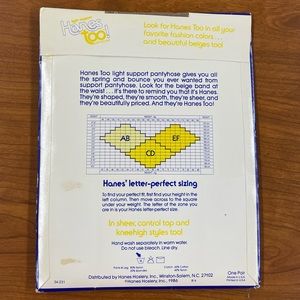 Hanes
too!
Look for Hanes Too in all your
favorite fashion colors
and beautiful beiges too!
Hanes Too light support pantyhose gives you all
the spring and bounce you ever wanted from
support pantyhose. Look for the beige band at
the waist . . . it's there to remind you that it's Hanes.
They're shaped, they're smooth, they're sheer, and
they're beautifully priced. And they're Hanes Too!
AB
EF
CD
Hanes' letter-perfect sizing
To find your perfect fit, first find your height in the
left column. Then move across to the square
under your weight. The letter of the zone you
are in is your Hanes letter-perfect size.
In sheer, control top and
kneehigh styles too!
Hand wash separately in warm water.
Do not use bleach. Line dry.
Distributed by Hanes Hosiery, Inc., Winston-Salem, N.C. 27102
Hanes Hosiery, Inc., 1986
One Pair
Made in U.S.A.